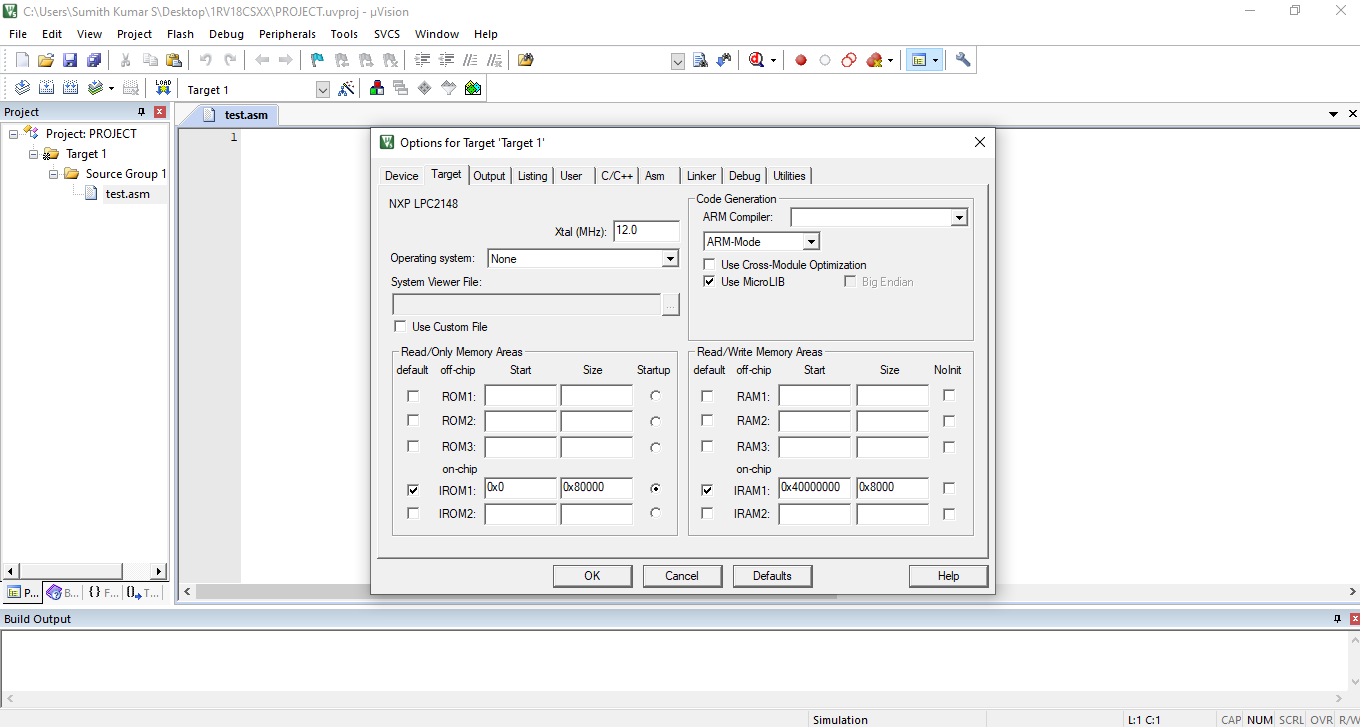 C:\Users\Sumith Kumar S\Desktop\1RV18CSXX\PROJECT.uvproj - µVision
File Edit View Project Flash Debug Peripherals Tools SVCS Window Help
LOAD Target 1
Project
Project: PROJECT
Target 1
Source Group 1
test.asm
P... B... {} F... 0 T...
test.asm
1
Options for Target 'Target 1'
Device Target Output Listing User C/C++ Asm Linker Debug Utilities
NXP LPC2148
Xtal (MHz): 12.0
Operating system: None
System Viewer File:
...
Use Custom File
Code Generation
ARM Compiler:
ARM-Mode
Use Cross-Module Optimization
Use MicroLIB Big Endian
Read/Only Memory Areas
default off-chip Start Size Startup
ROM1:
ROM2:
ROM3:
on-chip
IROM1: 0x0 0x80000
IROM2:
Read/Write Memory Areas
default off-chip Start Size NoInit
RAM1:
RAM2:
RAM3:
on-chip
IRAM1: 0x40000000 0x8000
IRAM2:
OK Cancel Defaults Help
Build Output
Simulation L:1 C:1 CAP NUM SCRL OVR R/W